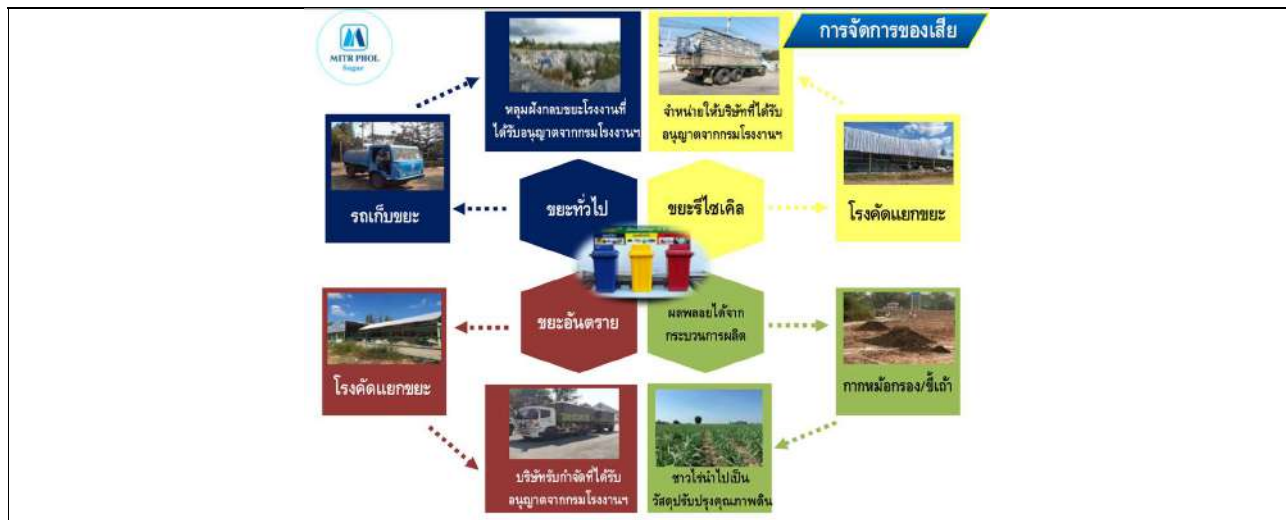 การจัดการของเสีย
MITR PHOL
Sugar
หลุมฝังกลบขยะโรงงานที่
ได้รับอนุญาตจากกรมโรงงานฯ
จำหน่ายให้บริษัทที่ได้รับ
อนุญาตจากกรมโรงงานฯ
รถเก็บขยะ
ขยะทั่วไป
ขยะรีไซเคิล
โรงคัดแยกขยะ
ขยะอันตราย
ผลพลอยได้จาก
กระบวนการผลิต
โรงคัดแยกขยะ
กากหม้อกรอง/ขี้เถ้า
บริษัทรับกำจัดที่ได้รับ
อนุญาตจากกรมโรงงานฯ
ชาวไร่นำไปเป็น
วัสดุปรับปรุงคุณภาพดิน